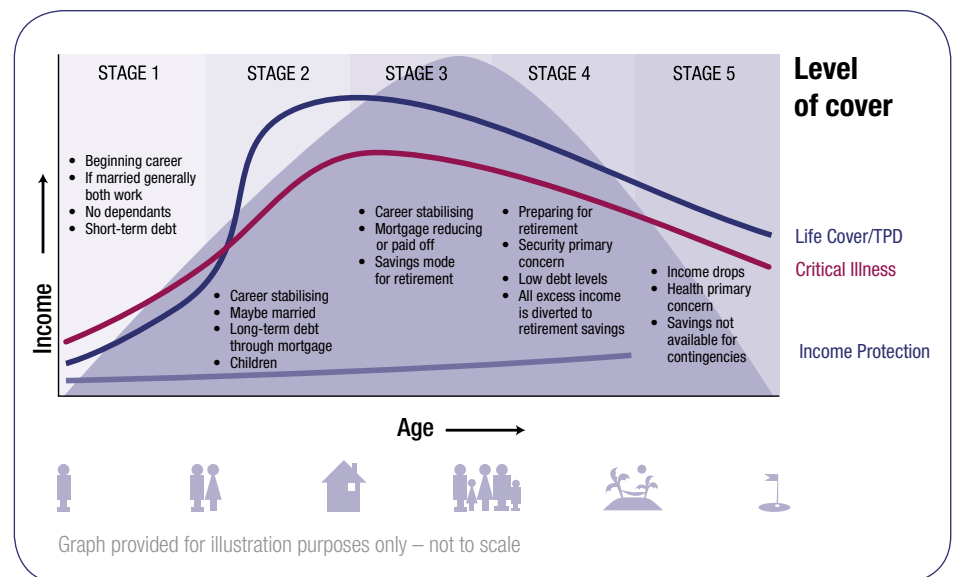 STAGE 1
STAGE 2
STAGE 3
STAGE 4
STAGE 5
Level
of cover
• Beginning career
• If married generally
both work
• No dependants
• Short-term debt
• Career stabilising
• Maybe married
• Long-term debt
through mortgage
• Children
• Career stabilising
• Mortgage reducing
or paid off
• Savings mode
for retirement
• Preparing for
retirement
• Security primary
concern
• Low debt levels
• All excess income
is diverted to
retirement savings
• Income drops
• Health primary
concern
• Savings not
available for
contingencies
Life Cover/TPD
Critical Illness
Income Protection
Income
Age
Graph provided for illustration purposes only – not to scale